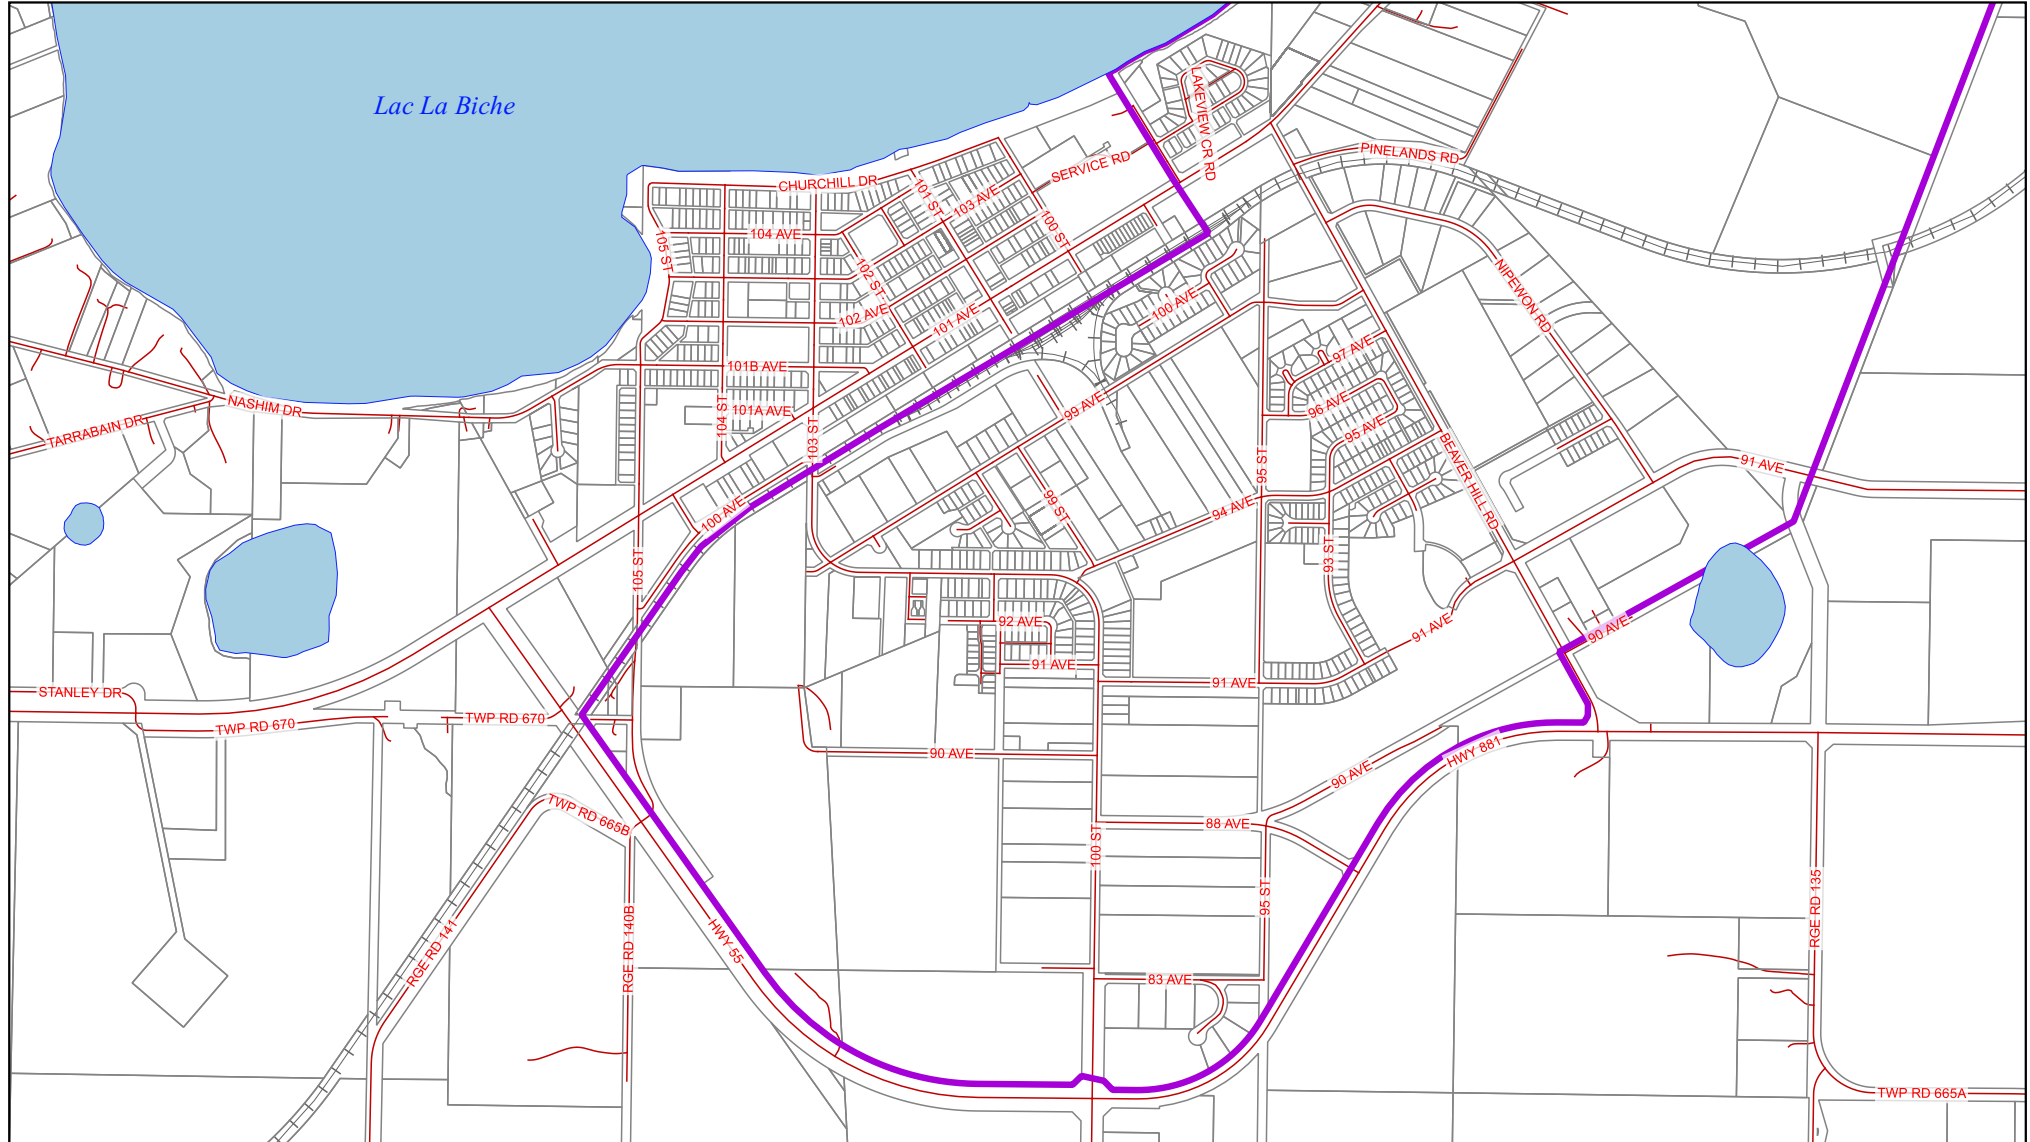 Lac La Biche
LAKEVIEW CR RD
PINELANDS RD
SERVICE RD
CHURCHILL DR
101 ST
103 AVE
100 ST
104 AVE
105 ST
102 ST
102 AVE
101 AVE
100 AVE
NIPEWON RD
97 AVE
101B AVE
96 AVE
99 AVE
NASHIM DR
101A AVE
104 ST
103 ST
TARRABAIN DR
95 AVE
BEAVER HILL RD
95 ST
91 AVE
99 ST
94 AVE
100 AVE
93 ST
105 ST
92 AVE
91 AVE
90 AVE
91 AVE
91 AVE
STANLEY DR
TWP RD 670
TWP RD 670
90 AVE
HWY 881
90 AVE
TWP RD 665B
88 AVE
100 ST
95 ST
RGE RD 135
RGE RD 141
RGE RD 140B
HWY 55
83 AVE
TWP RD 665A